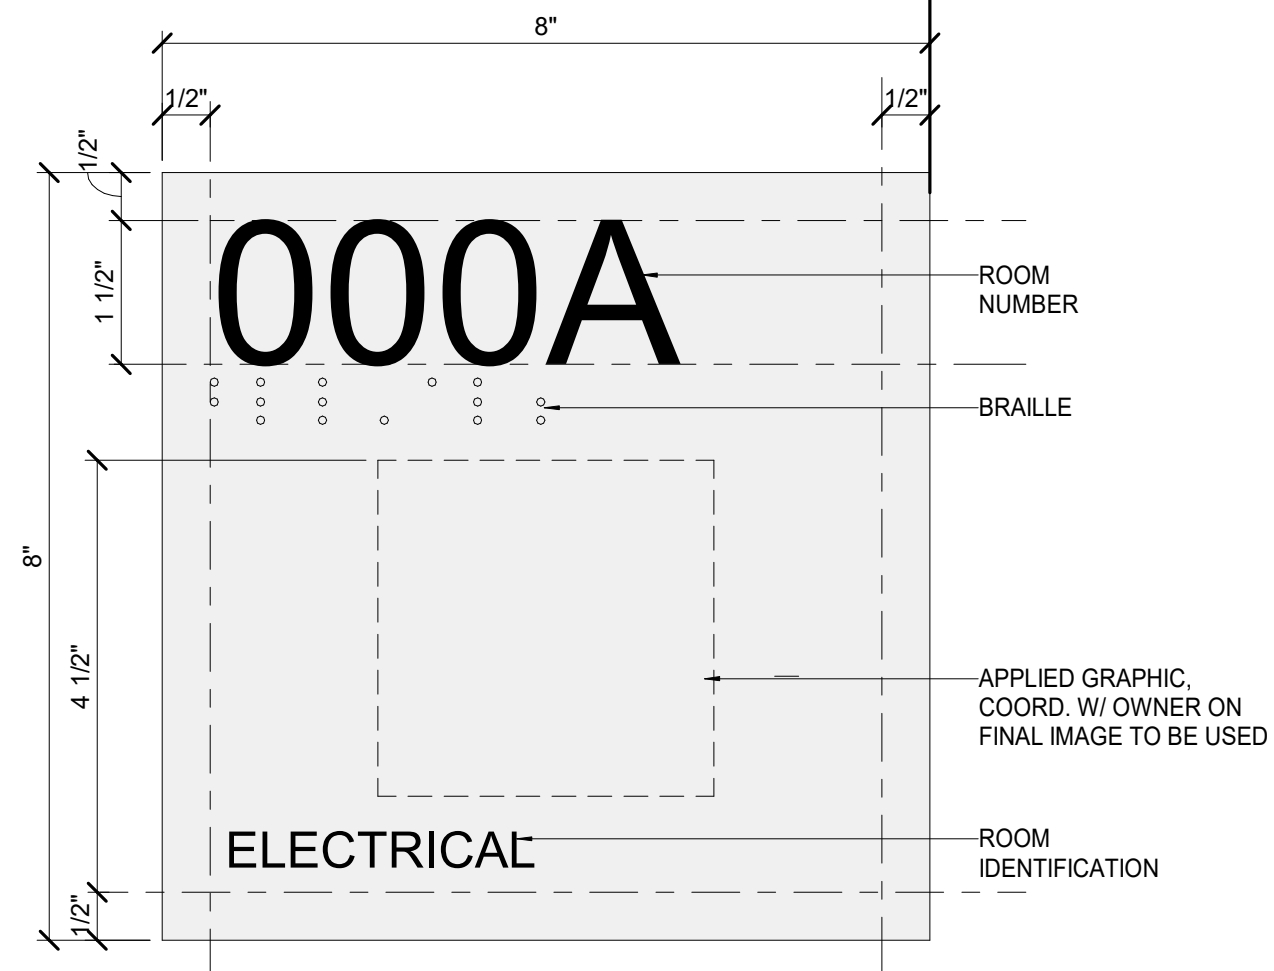 8"
1/2"
1/2"
1/2"
000A
1 1/2"
ROOM
NUMBER
BRAILLE
8"
4 1/2"
APPLIED GRAPHIC,
COORD. W/ OWNER ON
FINAL IMAGE TO BE USED
ELECTRICAL
ROOM
IDENTIFICATION
1/2"